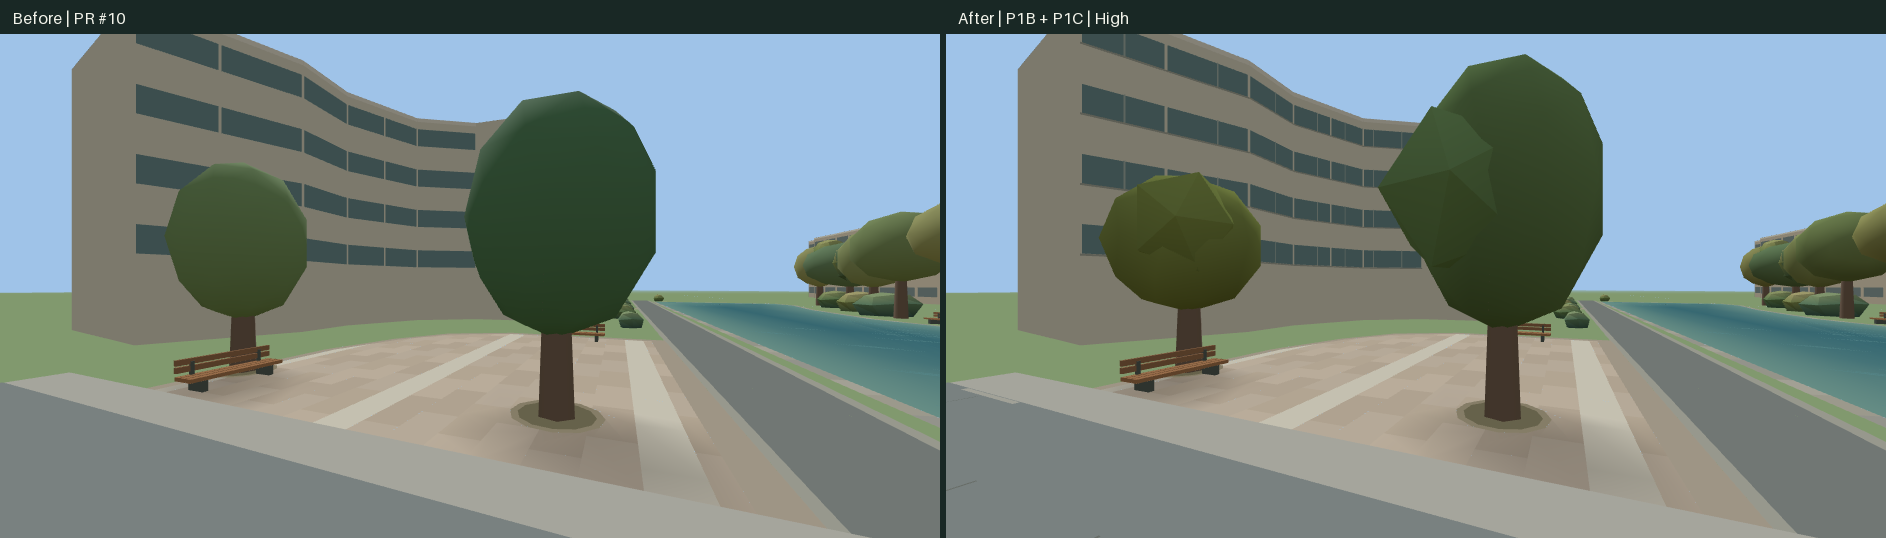 Before | PR #10
After | P1B + P1C | High